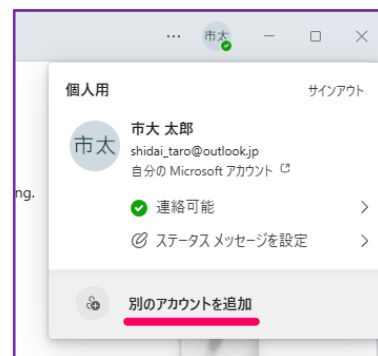 … 市太
個人用 サインアウト
市太
市大 太郎
shidai_taro@outlook.jp
自分の Microsoft アカウント
ng.
連絡可能
ステータス メッセージを設定
別のアカウントを追加